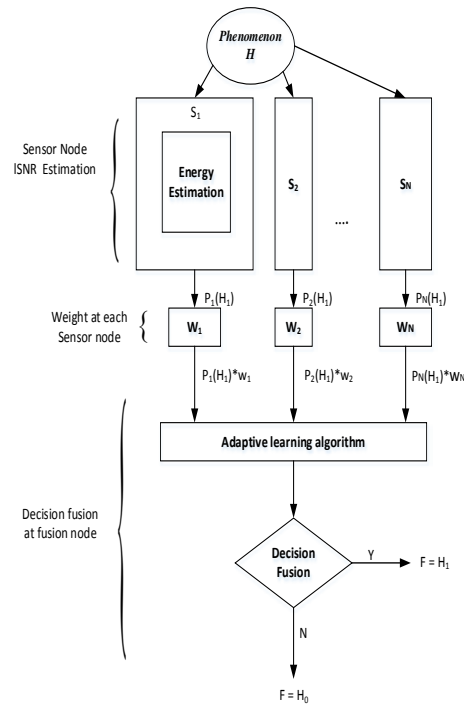 Phenomenon
H
S1
Energy
Estimation
S2
....
SN
Sensor Node
ISNR Estimation
P1(H1)
P2(H1)
PN(H1)
Weight at each
Sensor node
W1
W2
WN
P1(H1)*w1
P2(H1)*w2
PN(H1)*WN
Adaptive learning algorithm
Decision fusion
at fusion node
Decision
Fusion
Y
F = H1
N
F = H0